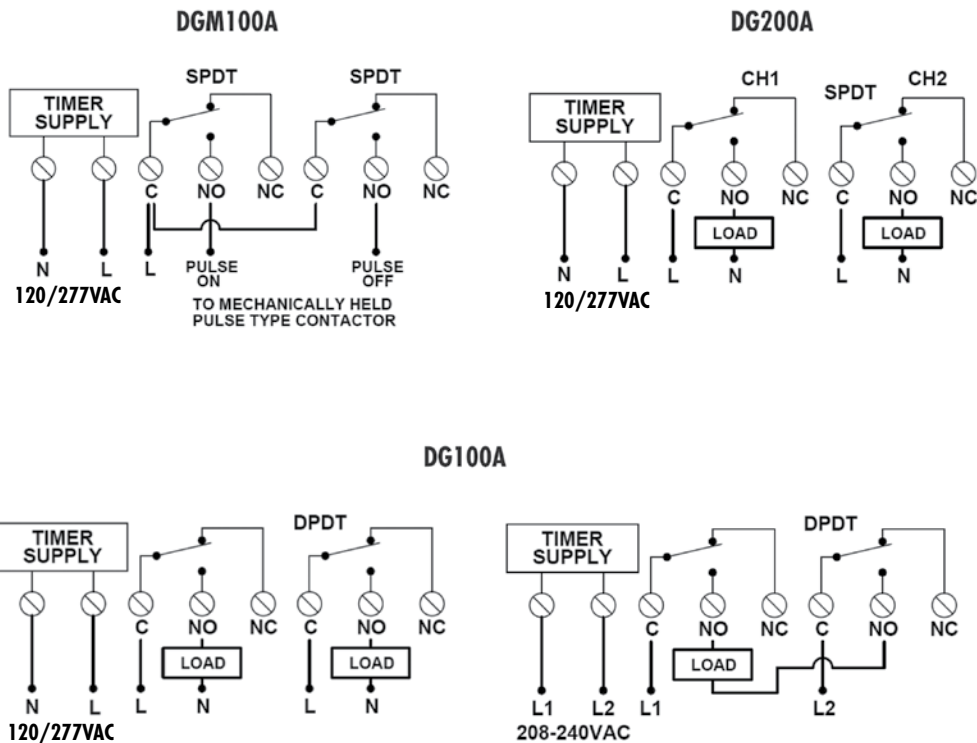 DGM100A
SPDT SPDT
TIMER
SUPPLY
C NO NC C NO NC
N L L PULSE
ON PULSE
OFF
120/277VAC
TO MECHANICALLY HELD
PULSE TYPE CONTACTOR
DG200A
CH1 SPDT CH2
TIMER
SUPPLY
C NO NC C NO NC
LOAD LOAD
N L L N L N
120/277VAC
DG100A
DPDT
TIMER
SUPPLY
C NO NC C NO NC
LOAD LOAD
N L L N L N
120/277VAC
DPDT
TIMER
SUPPLY
C NO NC C NO NC
LOAD
L1 L2 L1 L2
208-240VAC